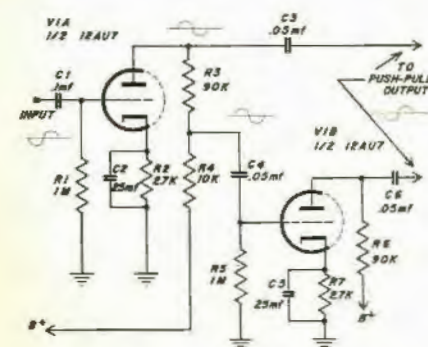 V1A
1/2 12AU7
C1
.1mf
INPUT
R1
1M
C2
.25mf
R2
2.7K
R3
90K
R4
10K
C3
.05mf
TO
PUSH-PULL
OUTPUT
C4
.05mf
V1B
1/2 12AU7
C6
.05mf
R5
1M
C5
.25mf
R7
2.7K
R6
90K
B+
B+